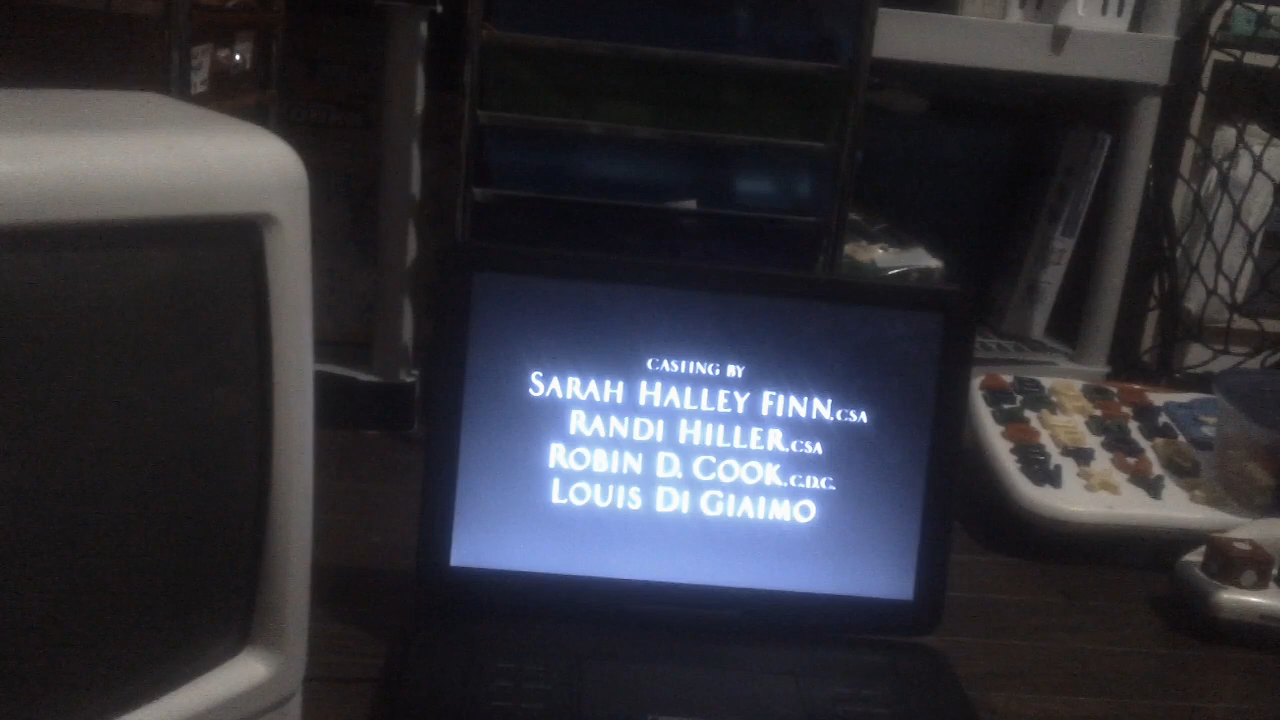 CASTING BY
SARAH HALLEY FINN, CSA
RANDI HILLER, CSA
ROBIN D. COOK, C.D.C.
LOUIS DI GIAIMO